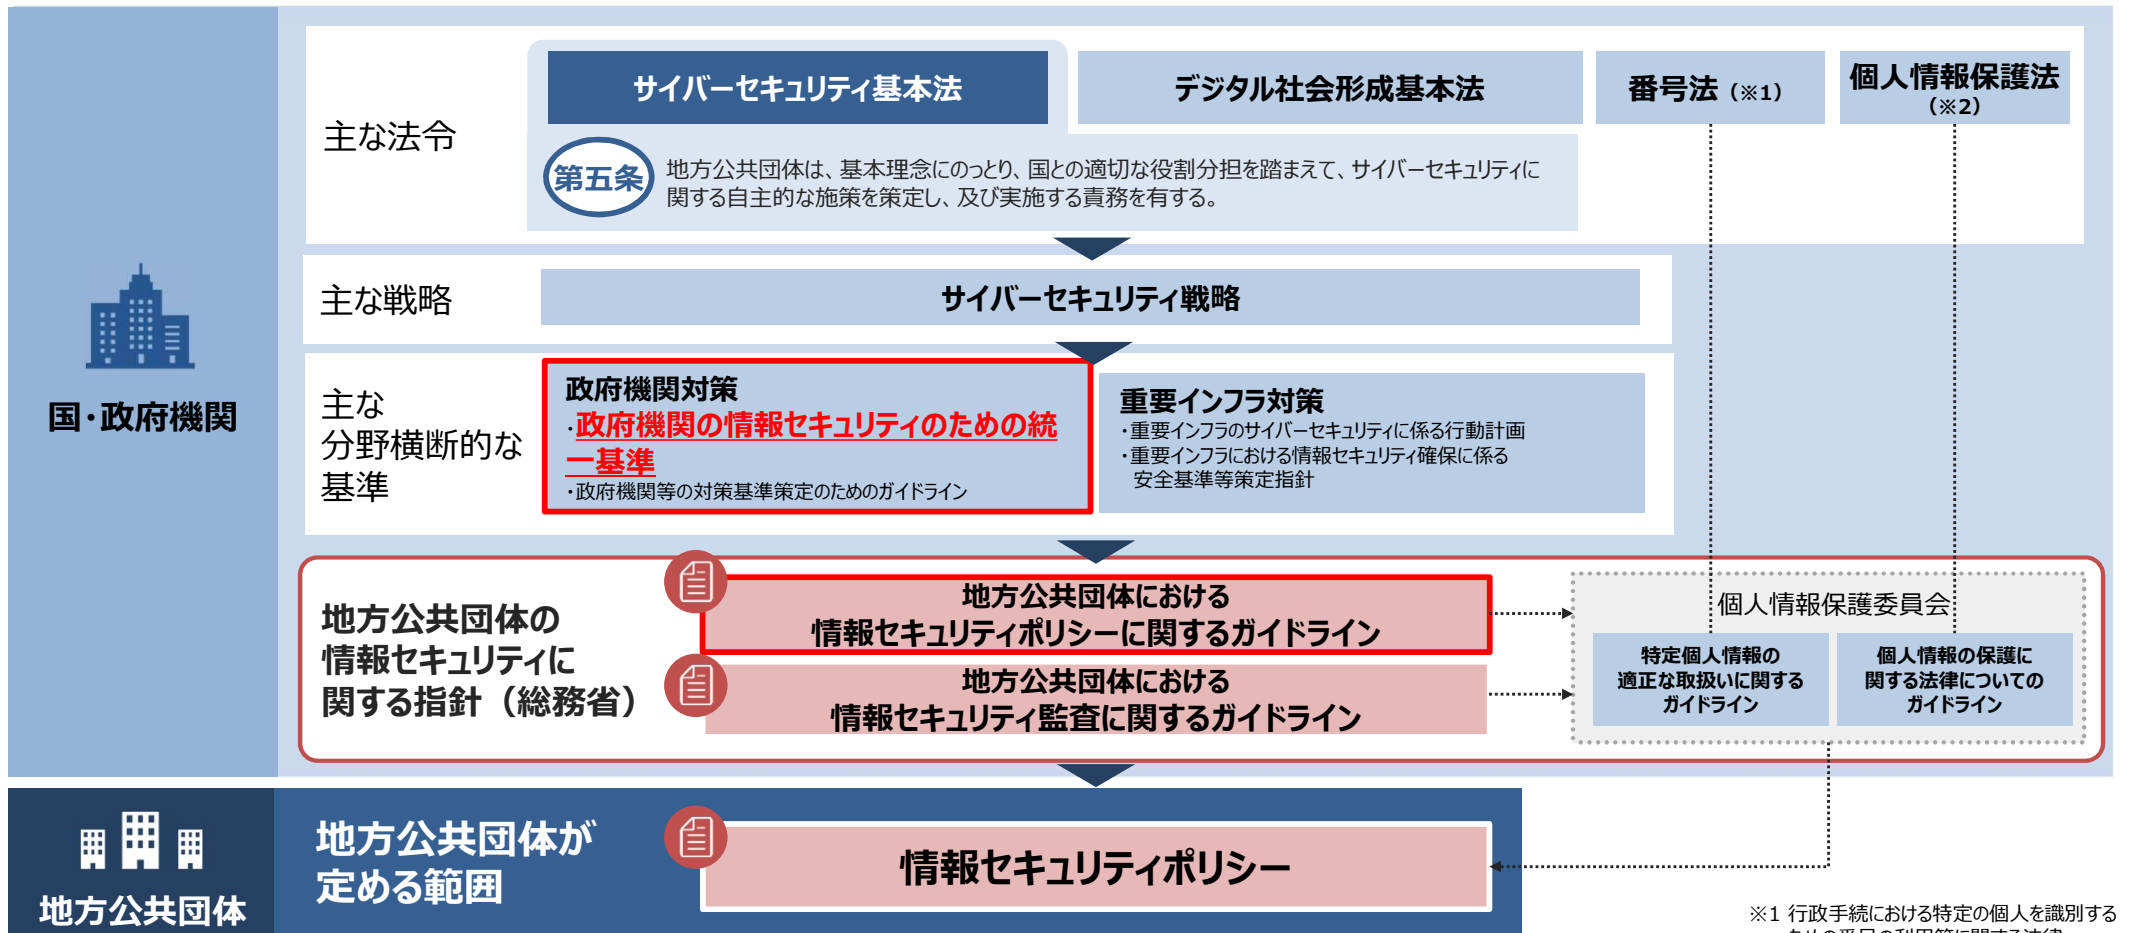 国・政府機関
主な法令
サイバーセキュリティ基本法
デジタル社会形成基本法
番号法（※1）
個人情報保護法
（※2）
第五条
地方公共団体は、基本理念にのっとり、国との適切な役割分担を踏まえて、サイバーセキュリティに
関する自主的な施策を策定し、及び実施する責務を有する。
主な戦略
サイバーセキュリティ戦略
主な
分野横断的な
基準
政府機関対策
・政府機関の情報セキュリティのための統
一基準
・政府機関等の対策基準策定のためのガイドライン
重要インフラ対策
・重要インフラのサイバーセキュリティに係る行動計画
・重要インフラにおける情報セキュリティ確保に係る
安全基準等策定指針
地方公共団体の
情報セキュリティに
関する指針（総務省）
地方公共団体における
情報セキュリティポリシーに関するガイドライン
地方公共団体における
情報セキュリティ監査に関するガイドライン
個人情報保護委員会
特定個人情報の
適正な取扱いに関する
ガイドライン
個人情報の保護に
関する法律についての
ガイドライン
地方公共団体
地方公共団体が
定める範囲
情報セキュリティポリシー
※1 行政手続における特定の個人を識別する